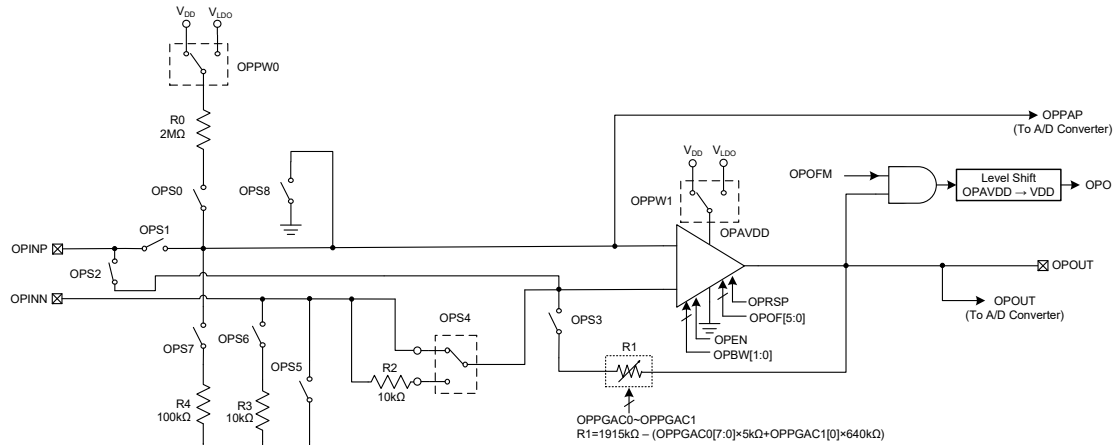 VDD VLDO
OPPW0
R0
2MΩ
OPPAP
(To A/D Converter)
OPS0
OPS8
VDD VLDO
OPOFM
Level Shift
OPAVDD → VDD
OPO
OPPW1
OPS1
OPAVDD
OPINP
OPS2
OPOUT
OPINN
OPRSP
OPOF[5:0]
OPS4
OPS3
OPOUT
(To A/D Converter)
OPS6
OPEN
OPBW[1:0]
OPS7
OPS5
R1
R2
10kΩ
R4
100kΩ
R3
10kΩ
OPPGAC0~OPPGAC1
R1=1915kΩ – (OPPGAC0[7:0]×5kΩ+OPPGAC1[0]×640kΩ)